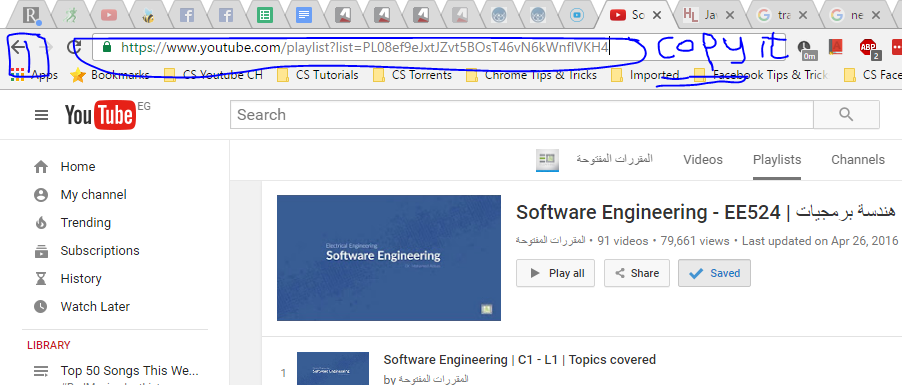 Sc
Ja
tra
ne
https://www.youtube.com/playlist?list=PL08ef9eJxtJZvt5BOsT46vN6kWnflVKH4
copy it
0m
ABP
2
1
Apps
Bookmarks
CS Youtube CH
CS Tutorials
CS Torrents
Chrome Tips & Tricks
Imported
Facebook Tips & Trick
CS Face
YouTube EG
Search
Home
My channel
Trending
Subscriptions
History
Watch Later
LIBRARY
Top 50 Songs This We...
المقررات المفتوحة
Videos
Playlists
Channels
Software Engineering - EE524 | هندسة برمجيات
المقررات المفتوحة • 91 videos • 79,661 views • Last updated on Apr 26, 2016
Play all
Share
Saved
Electrical Engineering
Software Engineering
1
Software Engineering | C1 - L1 | Topics covered
by المقررات المفتوحة